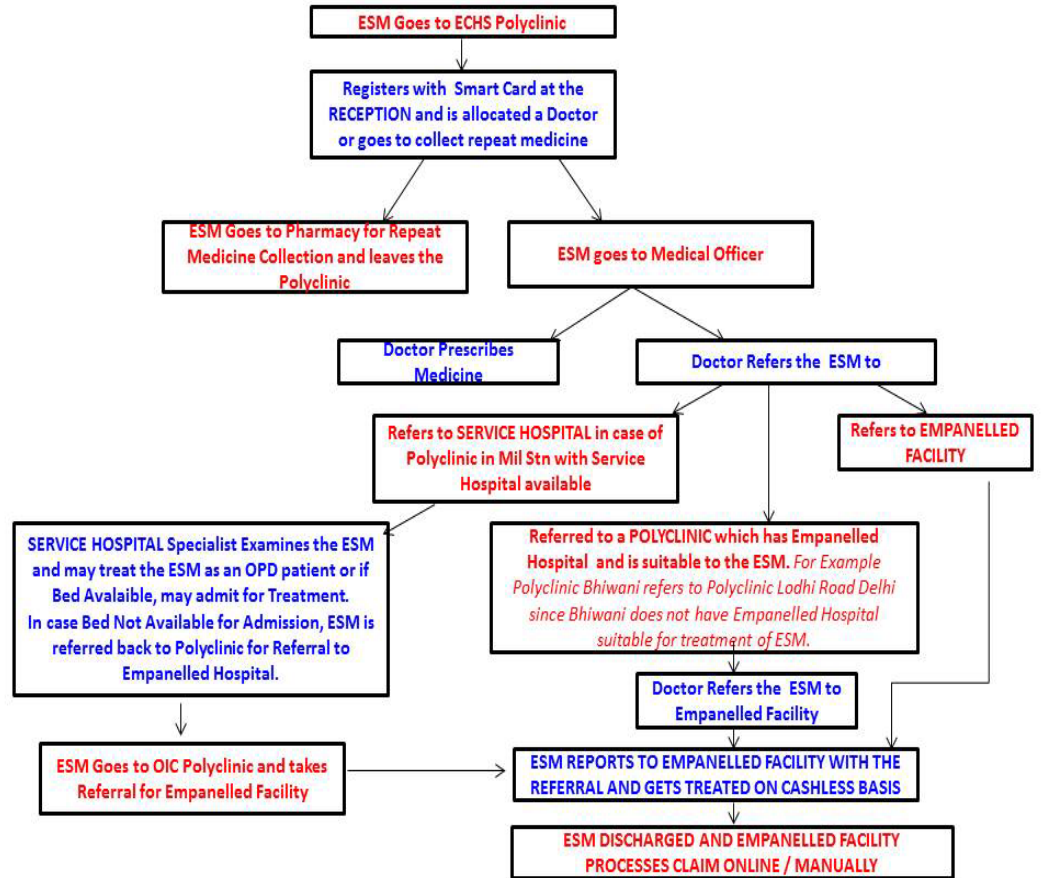 ESM Goes to ECHS Polyclinic
Registers with Smart Card at the
RECEPTION and is allocated a Doctor
or goes to collect repeat medicine
ESM Goes to Pharmacy for Repeat
Medicine Collection and leaves the
Polyclinic
ESM goes to Medical Officer
Doctor Prescribes
Medicine
Doctor Refers the ESM to
Refers to SERVICE HOSPITAL in case of
Polyclinic in Mil Stn with Service
Hospital available
Refers to EMPANELLED
FACILITY
SERVICE HOSPITAL Specialist Examines the ESM
and may treat the ESM as an OPD patient or if
Bed Avalaible, may admit for Treatment.
In case Bed Not Available for Admission, ESM is
referred back to Polyclinic for Referral to
Empanelled Hospital.
Referred to a POLYCLINIC which has Empanelled
Hospital and is suitable to the ESM. For Example
Polyclinic Bhiwani refers to Polyclinic Lodhi Road Delhi
since Bhiwani does not have Empanelled Hospital
suitable for treatment of ESM.
Doctor Refers the ESM to
Empanelled Facility
ESM Goes to OIC Polyclinic and takes
Referral for Empanelled Facility
ESM REPORTS TO EMPANELLED FACILITY WITH THE
REFERRAL AND GETS TREATED ON CASHLESS BASIS
ESM DISCHARGED AND EMPANELLED FACILITY
PROCESSES CLAIM ONLINE / MANUALLY